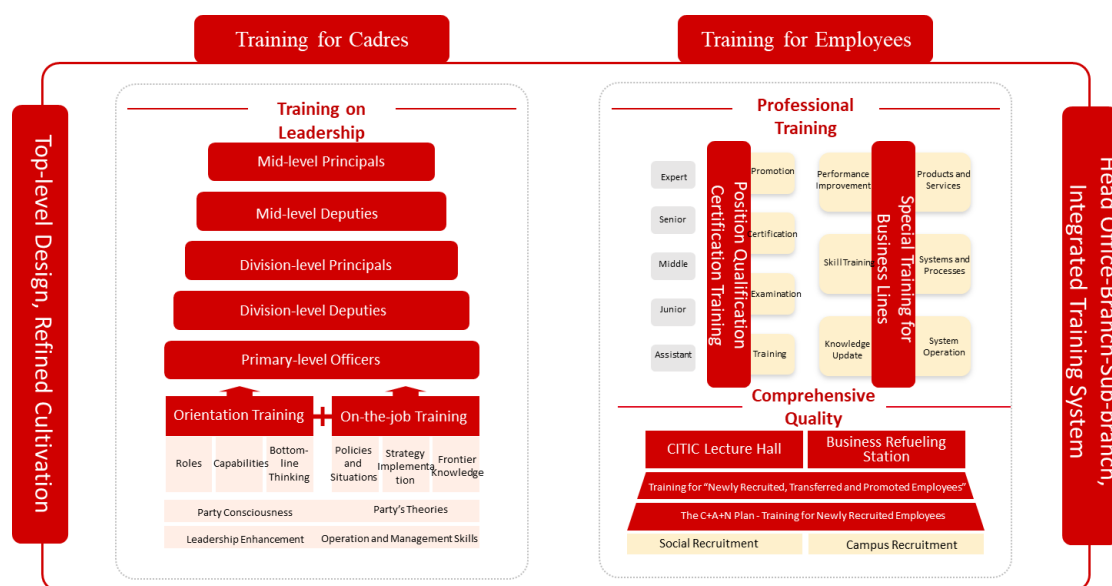 Training for Cadres
Training for Employees
Top-level Design, Refined Cultivation
Training on
Leadership
Mid-level Principals
Mid-level Deputies
Division-level Principals
Division-level Deputies
Primary-level Officers
Orientation Training
+
On-the-job Training
Roles
Capabilities
Bottom-
line
Thinking
Policies
and
Situations
Strategy
Implementa
tion
Frontier
Knowledge
Party Consciousness
Party's Theories
Leadership Enhancement
Operation and Management Skills
Professional
Training
Expert
Senior
Middle
Junior
Assistant
Position Qualification
Certification Training
Promotion
Certification
Examination
Training
Performance
Improvement
Skill Training
Knowledge
Update
Special Training for
Business Lines
Products and
Services
Systems and
Processes
System
Operation
Comprehensive
Quality
CITIC Lecture Hall
Business Refueling
Station
Training for “Newly Recruited, Transferred and Promoted Employees”
The C+A+N Plan - Training for Newly Recruited Employees
Social Recruitment
Campus Recruitment
Head Office-Branch-Sub-branch,
Integrated Training System